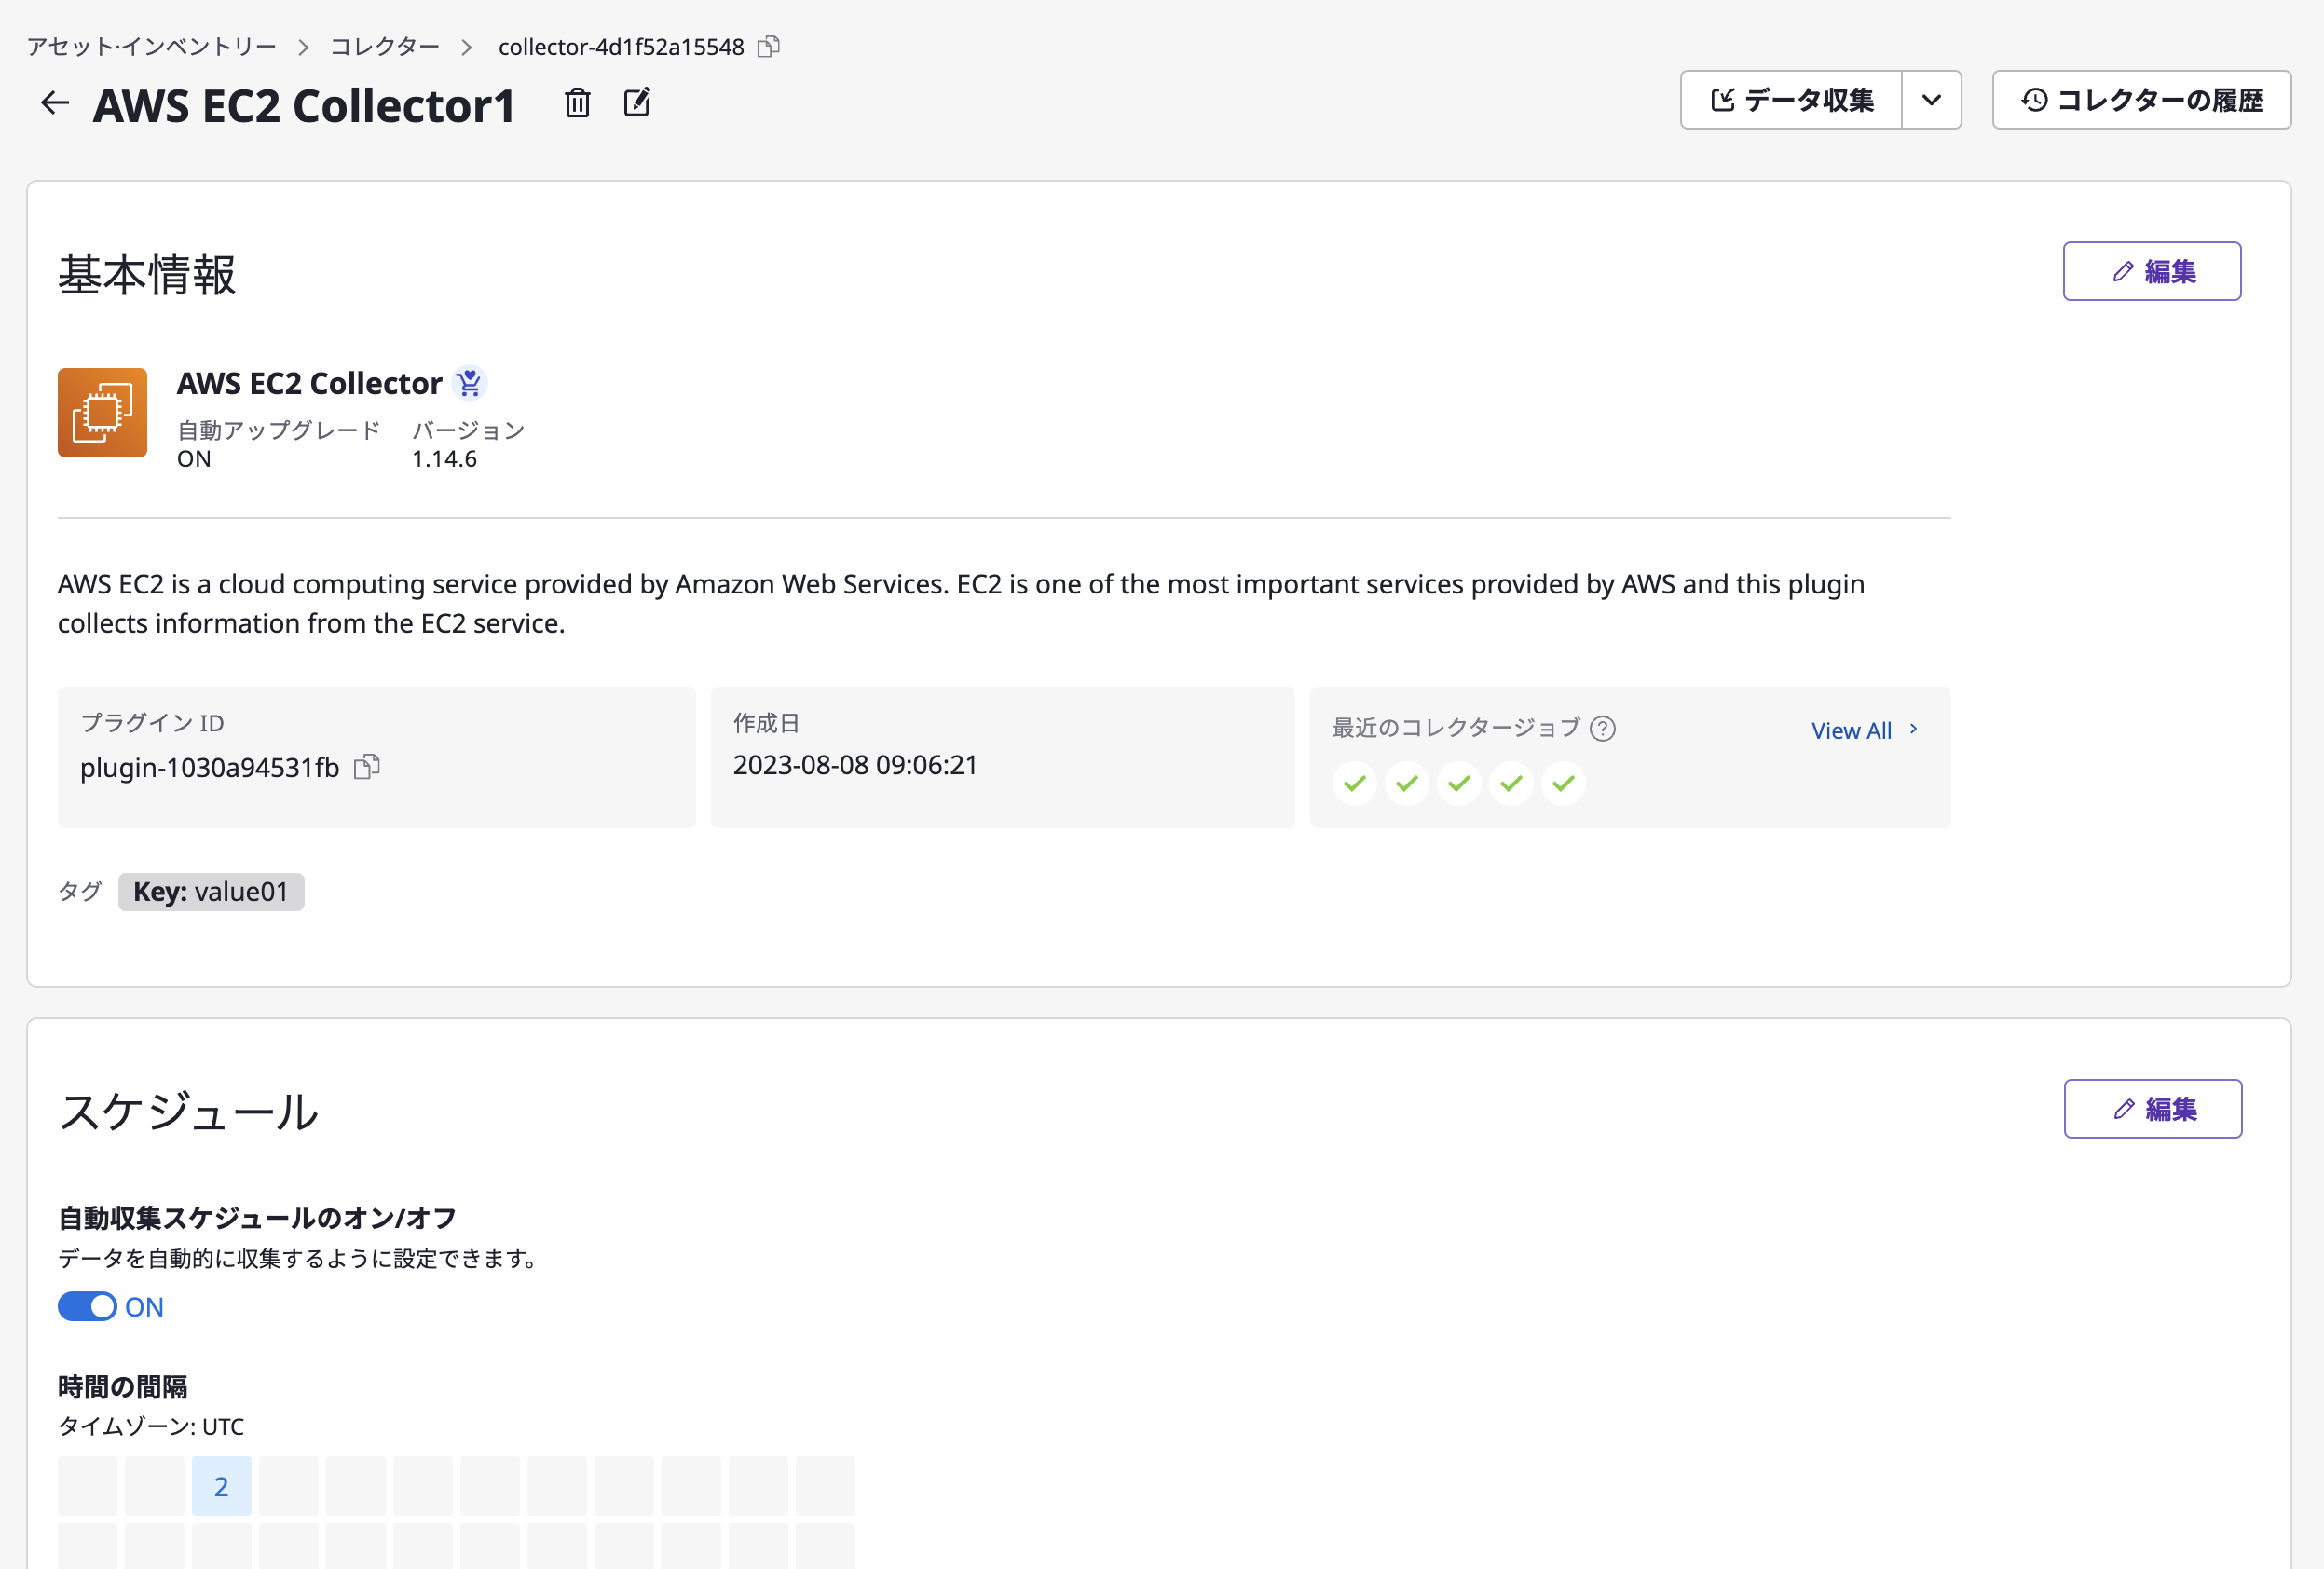 アセット·インベントリー > コレクター > collector-4d1f52a15548
AWS EC2 Collector1
データ収集
コレクターの履歴
基本情報
編集
AWS EC2 Collector
自動アップグレード バージョン
ON 1.14.6
AWS EC2 is a cloud computing service provided by Amazon Web Services. EC2 is one of the most important services provided by AWS and this plugin
collects information from the EC2 service.
プラグイン ID
plugin-1030a94531fb
作成日
2023-08-08 09:06:21
最近のコレクタージョブ
View All
タグ Key: value01
スケジュール
編集
自動収集スケジュールのオン/オフ
データを自動的に収集するように設定できます。
ON
時間の間隔
タイムゾーン: UTC
2